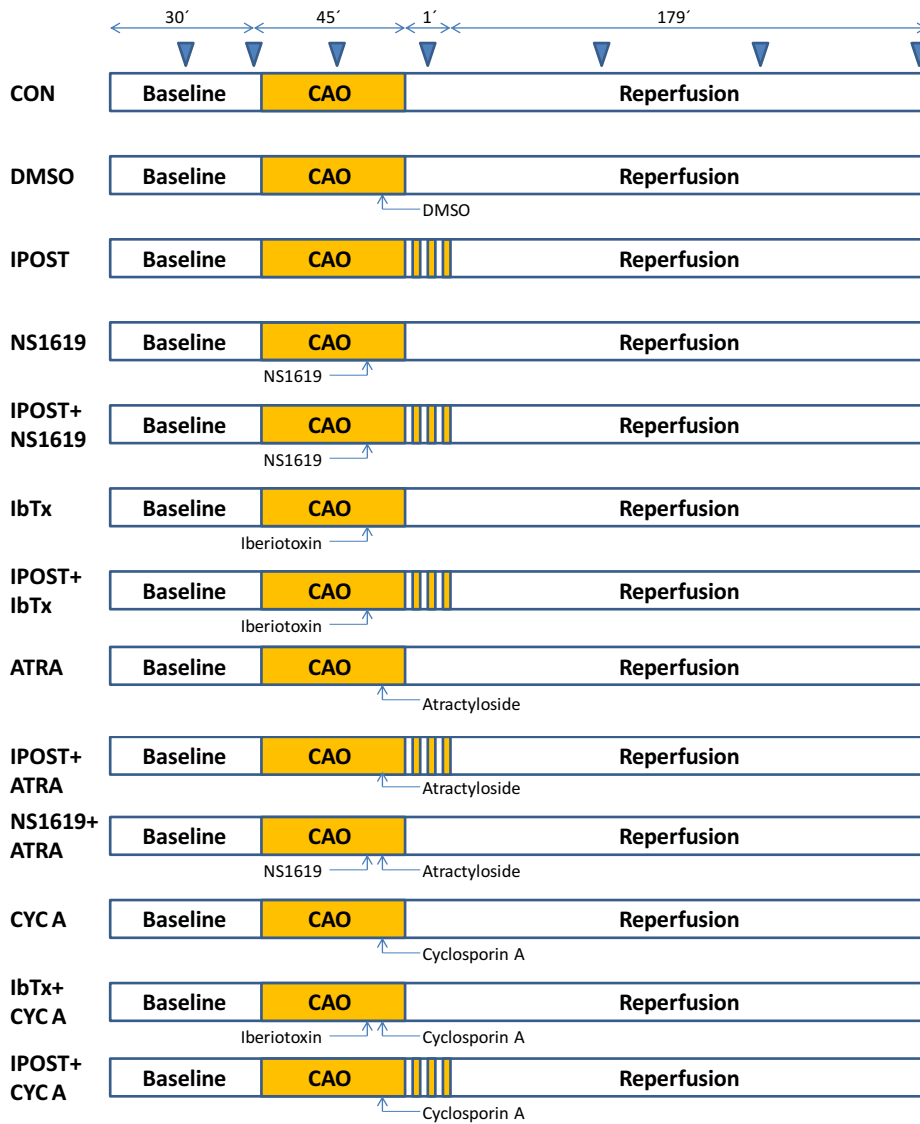 30´ 45´ 1´ 179´
CON Baseline CAO Reperfusion
DMSO Baseline CAO Reperfusion
DMSO
IPOST Baseline CAO Reperfusion
NS1619 Baseline CAO Reperfusion
NS1619
IPOST+
NS1619 Baseline CAO Reperfusion
NS1619
IbTx Baseline CAO Reperfusion
Iberiotoxin
IPOST+
IbTx Baseline CAO Reperfusion
Iberiotoxin
ATRA Baseline CAO Reperfusion
Atractyloside
IPOST+
ATRA Baseline CAO Reperfusion
Atractyloside
NS1619+
ATRA Baseline CAO Reperfusion
NS1619 Atractyloside
CYC A Baseline CAO Reperfusion
Cyclosporin A
IbTx+
CYC A Baseline CAO Reperfusion
Iberiotoxin Cyclosporin A
IPOST+
CYC A Baseline CAO Reperfusion
Cyclosporin A